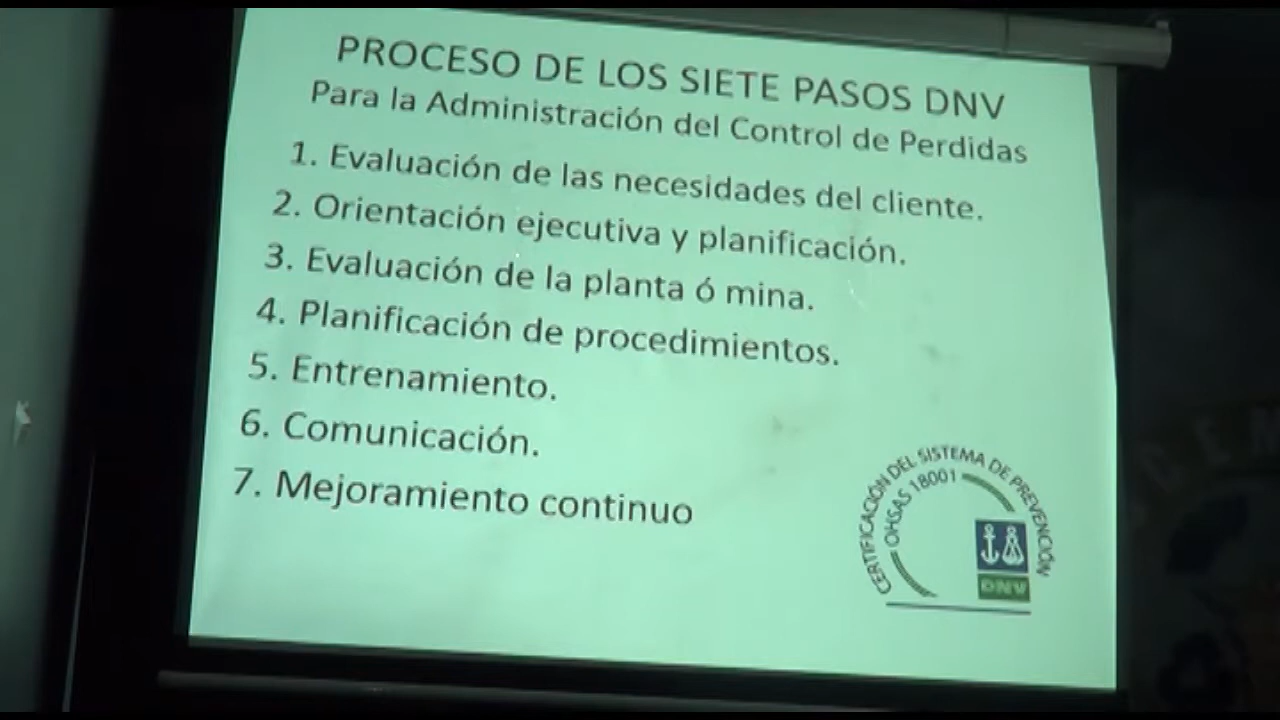 PROCESO DE LOS SIETE PASOS DNV
Para la Administración del Control de Perdidas
1. Evaluación de las necesidades del cliente.
2. Orientación ejecutiva y planificación.
3. Evaluación de la planta ó mina.
4. Planificación de procedimientos.
5. Entrenamiento.
6. Comunicación.
7. Mejoramiento continuo
CERTIFICACIÓN DEL SISTEMA DE PREVENCIÓN
OHSAS 18001
DNV